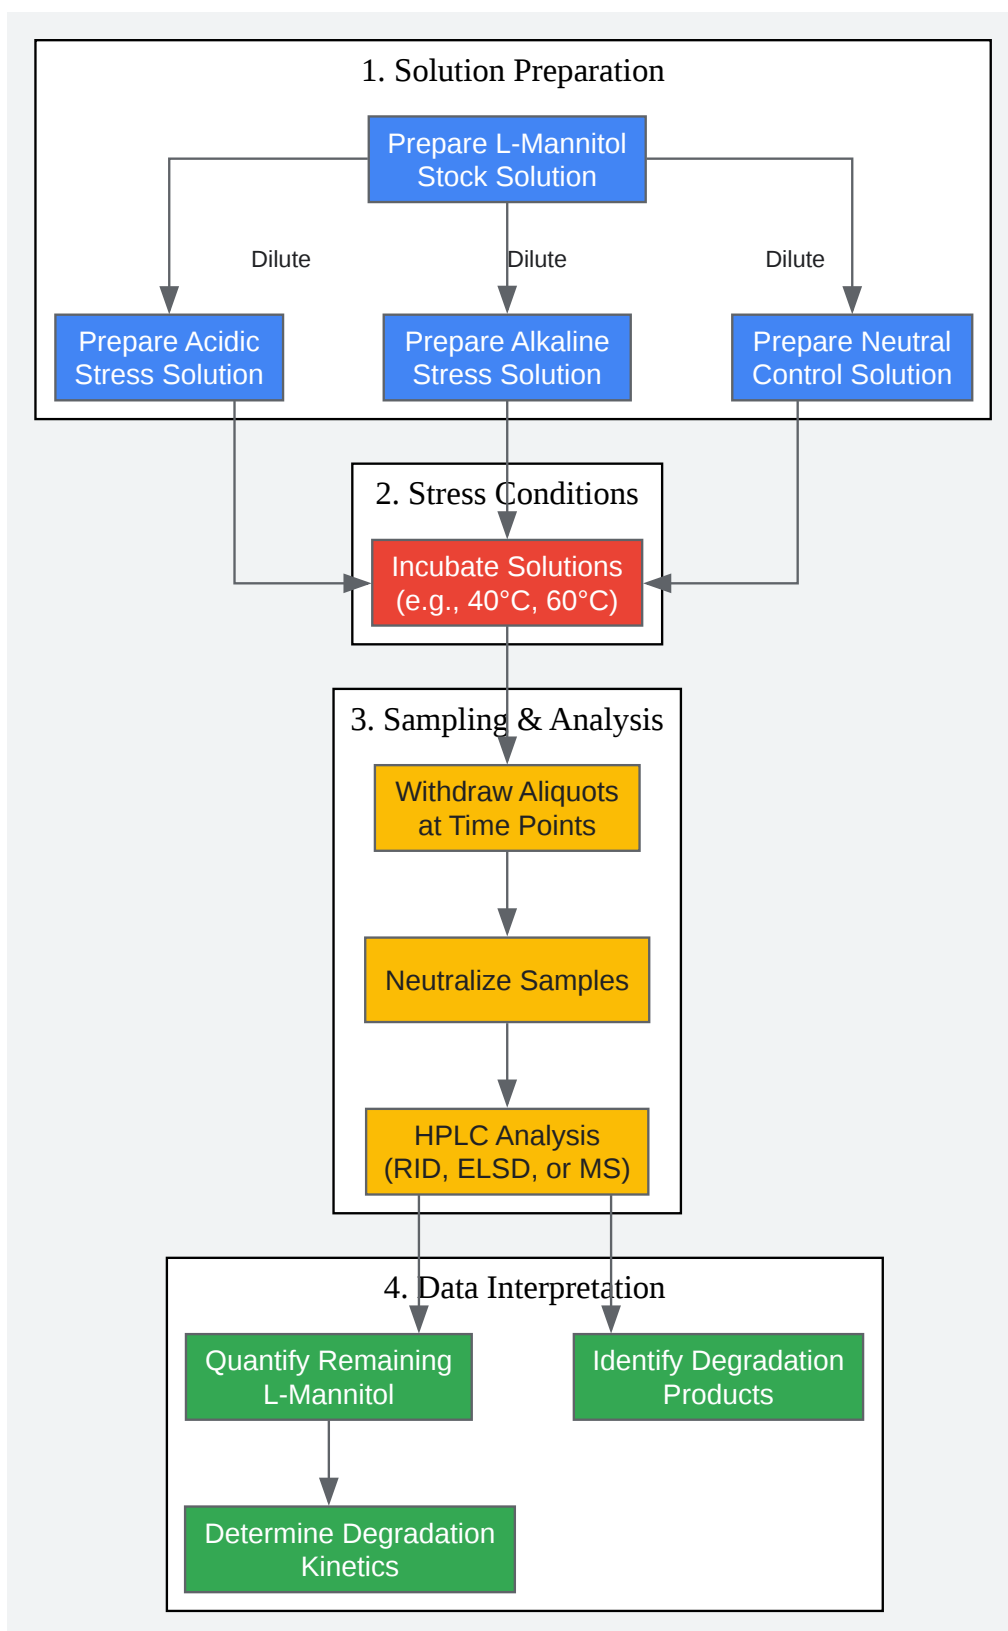 1. Solution Preparation
Prepare L-Mannitol
Stock Solution
Dilute
Dilute
Dilute
Prepare Acidic
Stress Solution
Prepare Alkaline
Stress Solution
Prepare Neutral
Control Solution
2. Stress Conditions
Incubate Solutions
(e.g., 40°C, 60°C)
3. Sampling & Analysis
Withdraw Aliquots
at Time Points
Neutralize Samples
HPLC Analysis
(RID, ELSD, or MS)
4. Data Interpretation
Quantify Remaining
L-Mannitol
Identify Degradation
Products
Determine Degradation
Kinetics